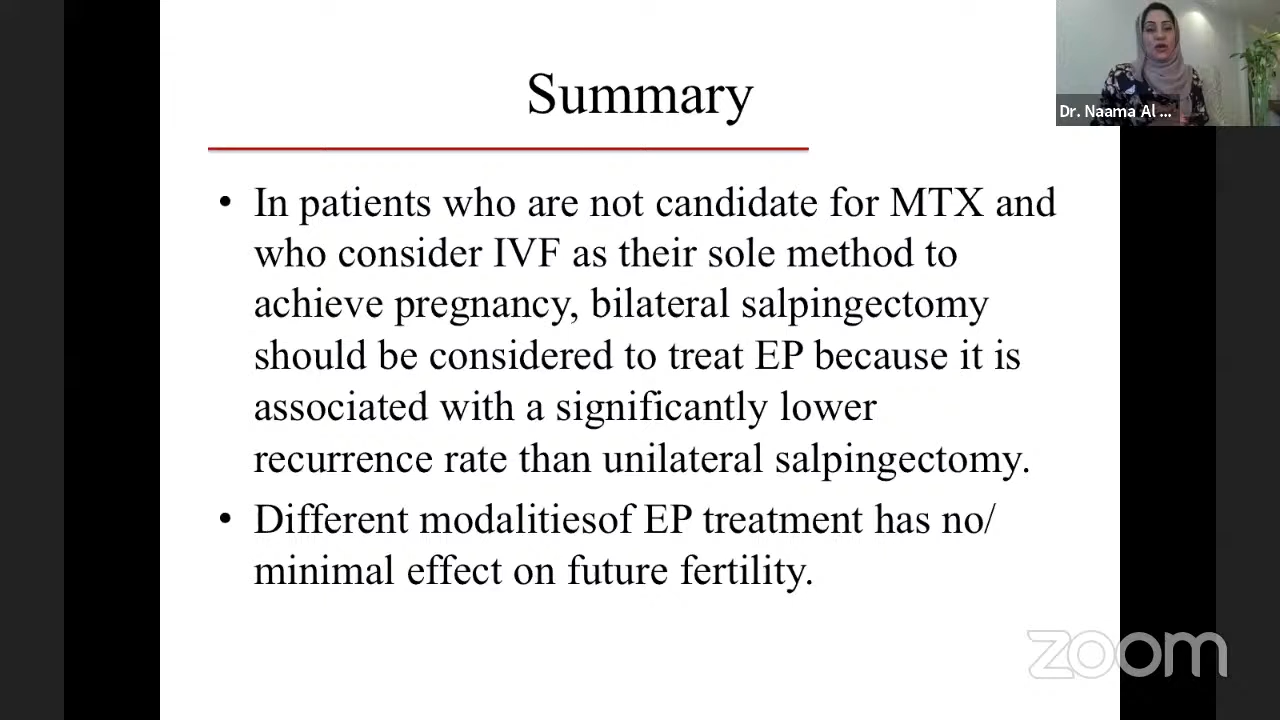 Summary
Dr. Naama Al ...
• In patients who are not candidate for MTX and
who consider IVF as their sole method to
achieve pregnancy, bilateral salpingectomy
should be considered to treat EP because it is
associated with a significantly lower
recurrence rate than unilateral salpingectomy.
• Different modalitiesof EP treatment has no/
minimal effect on future fertility.
zoom